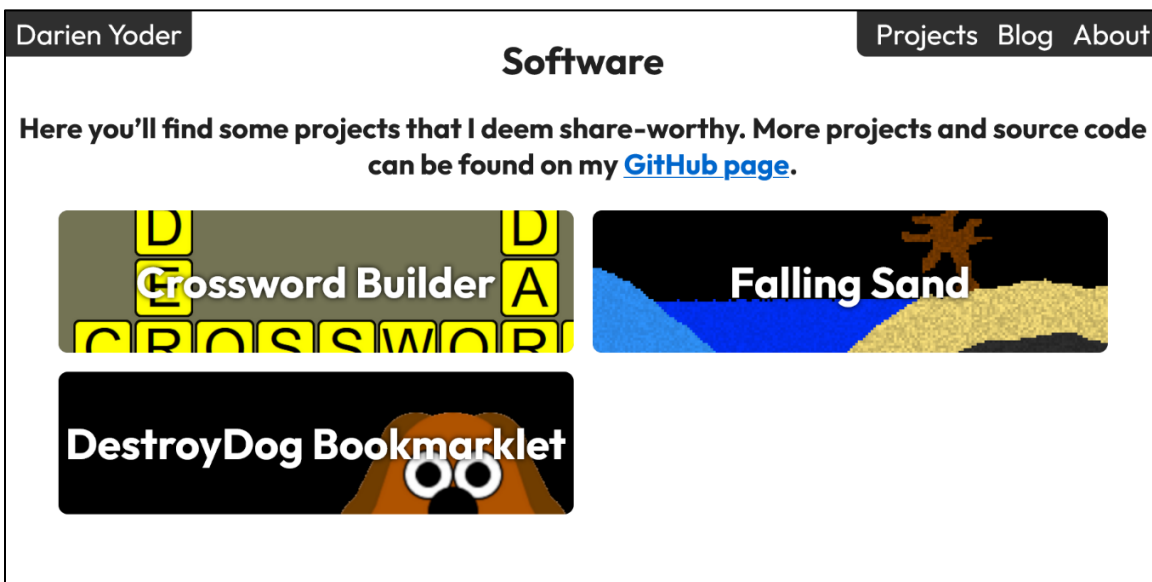 Darien Yoder
Projects Blog About
Software
Here you’ll find some projects that I deem share-worthy. More projects and source code
can be found on my GitHub page.
D
D
E
A
CROSSWOR
Crossword Builder
Falling Sand
DestroyDog Bookmarklet